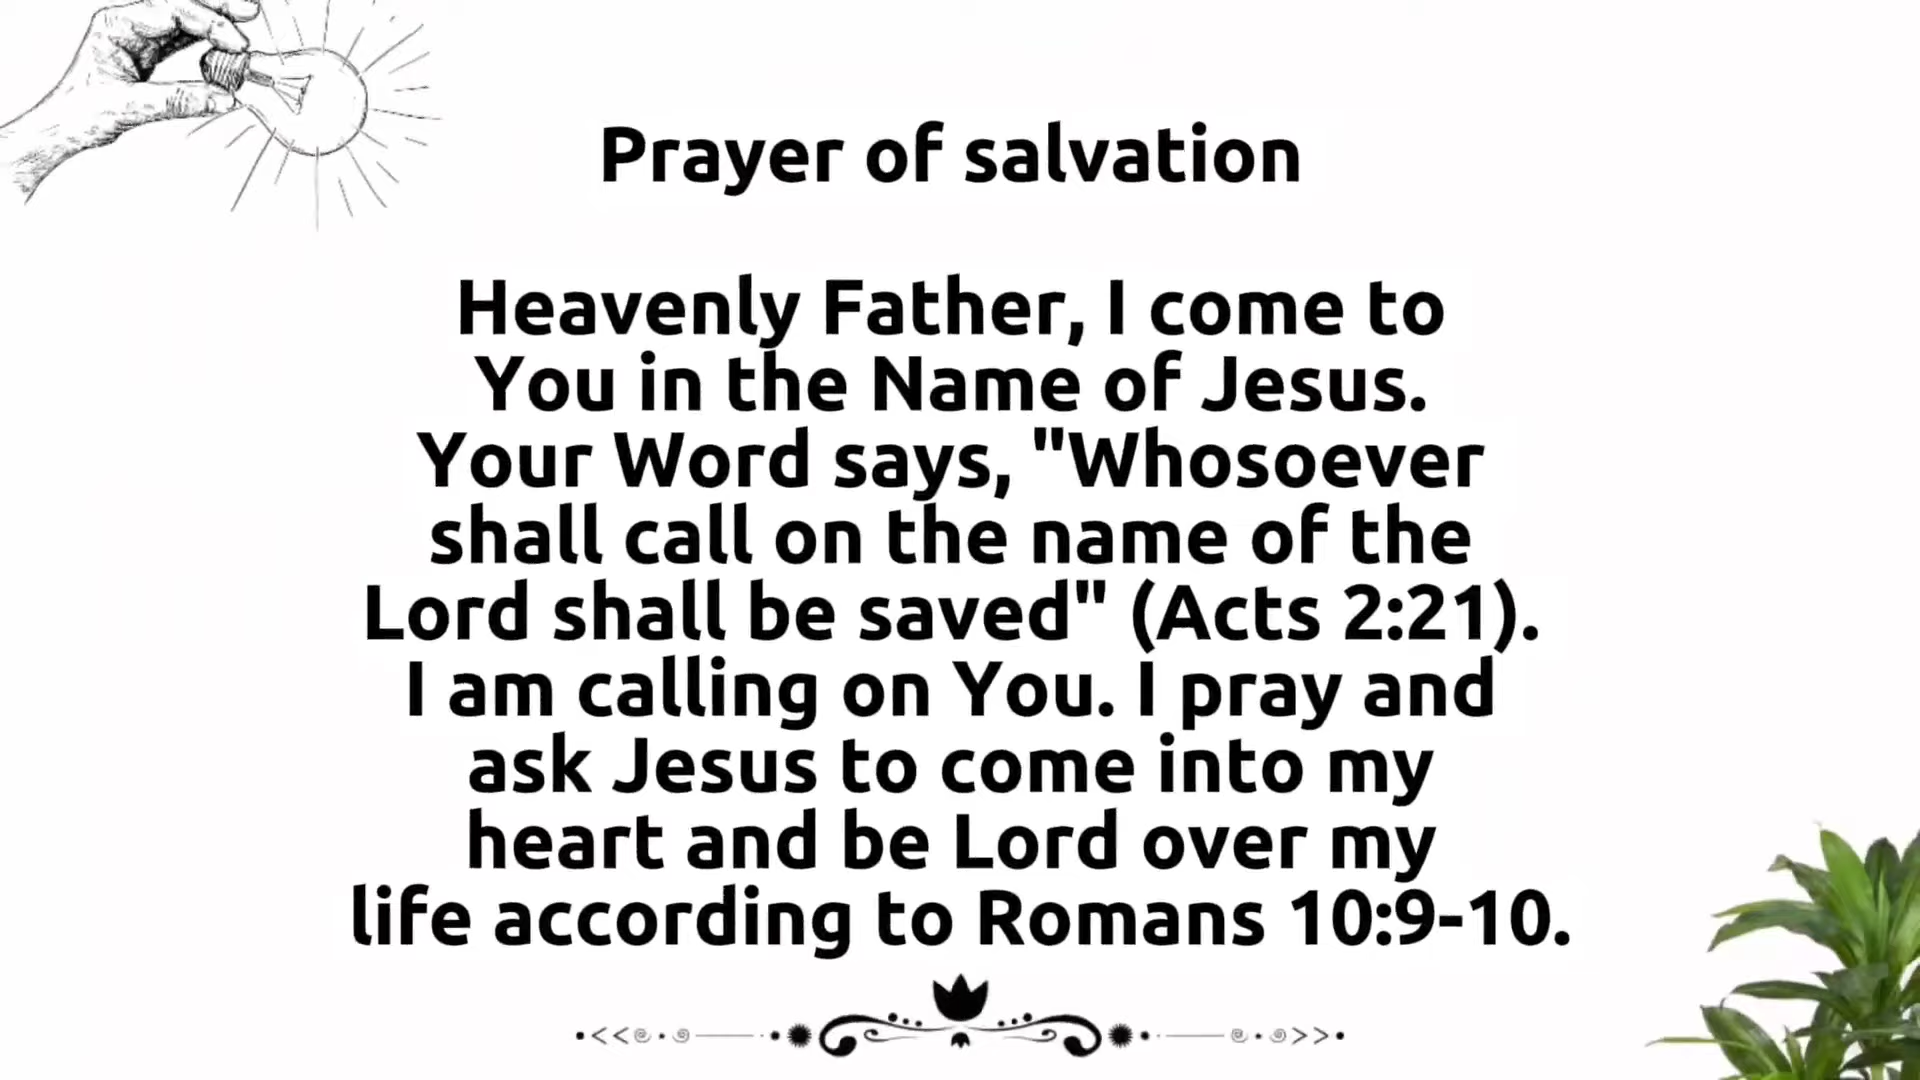 Prayer of salvation
Heavenly Father, I come to
You in the Name of Jesus.
Your Word says, "Whosoever
shall call on the name of the
Lord shall be saved" (Acts 2:21).
I am calling on You. I pray and
ask Jesus to come into my
heart and be Lord over my
life according to Romans 10:9-10.